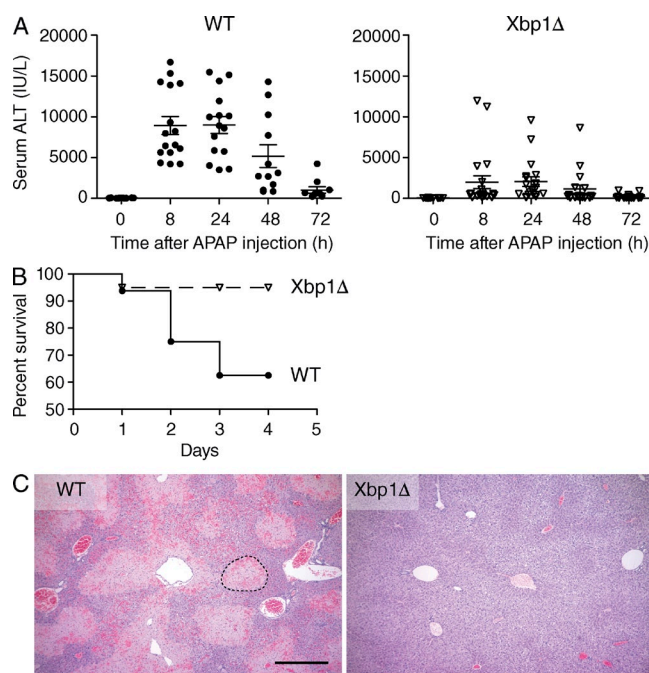 A
WT
Xbp1Δ
Serum ALT (IU/L)
20000
15000
10000
5000
0
0 8 24 48 72
Time after APAP injection (h)
20000
15000
10000
5000
0
0 8 24 48 72
Time after APAP injection (h)
B
Percent survival
100
90
80
70
60
50
0 1 2 3 4 5
Days
Xbp1Δ
WT
C
WT
Xbp1Δ